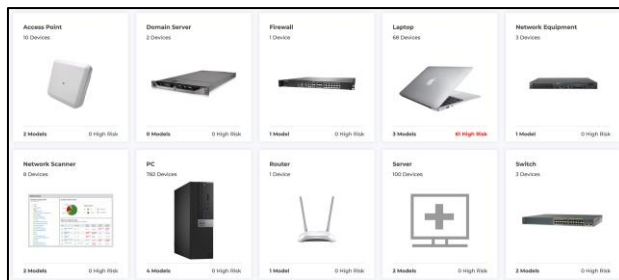 Access Point
10 Devices
2 Models 0 High Risk
Domain Server
2 Devices
0 Models 0 High Risk
Firewall
1 Device
1 Model 0 High Risk
Laptop
68 Devices
3 Models 61 High Risk
Network Equipment
3 Devices
1 Model 0 High Risk
Network Scanner
8 Devices
2 Models 0 High Risk
PC
782 Devices
4 Models 0 High Risk
Router
1 Device
1 Model 0 High Risk
Server
100 Devices
2 Models 0 High Risk
Switch
3 Devices
2 Models 0 High Risk